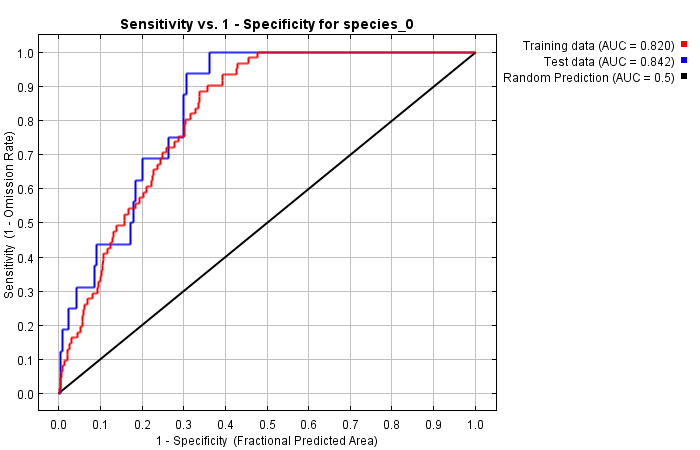 Sensitivity vs. 1 - Specificity for species_0
Training data (AUC = 0.820)
Test data (AUC = 0.842)
Random Prediction (AUC = 0.5)
Sensitivity (1 - Omission Rate)
1.0
0.9
0.8
0.7
0.6
0.5
0.4
0.3
0.2
0.1
0.0
0.0 0.1 0.2 0.3 0.4 0.5 0.6 0.7 0.8 0.9 1.0
1 - Specificity (Fractional Predicted Area)